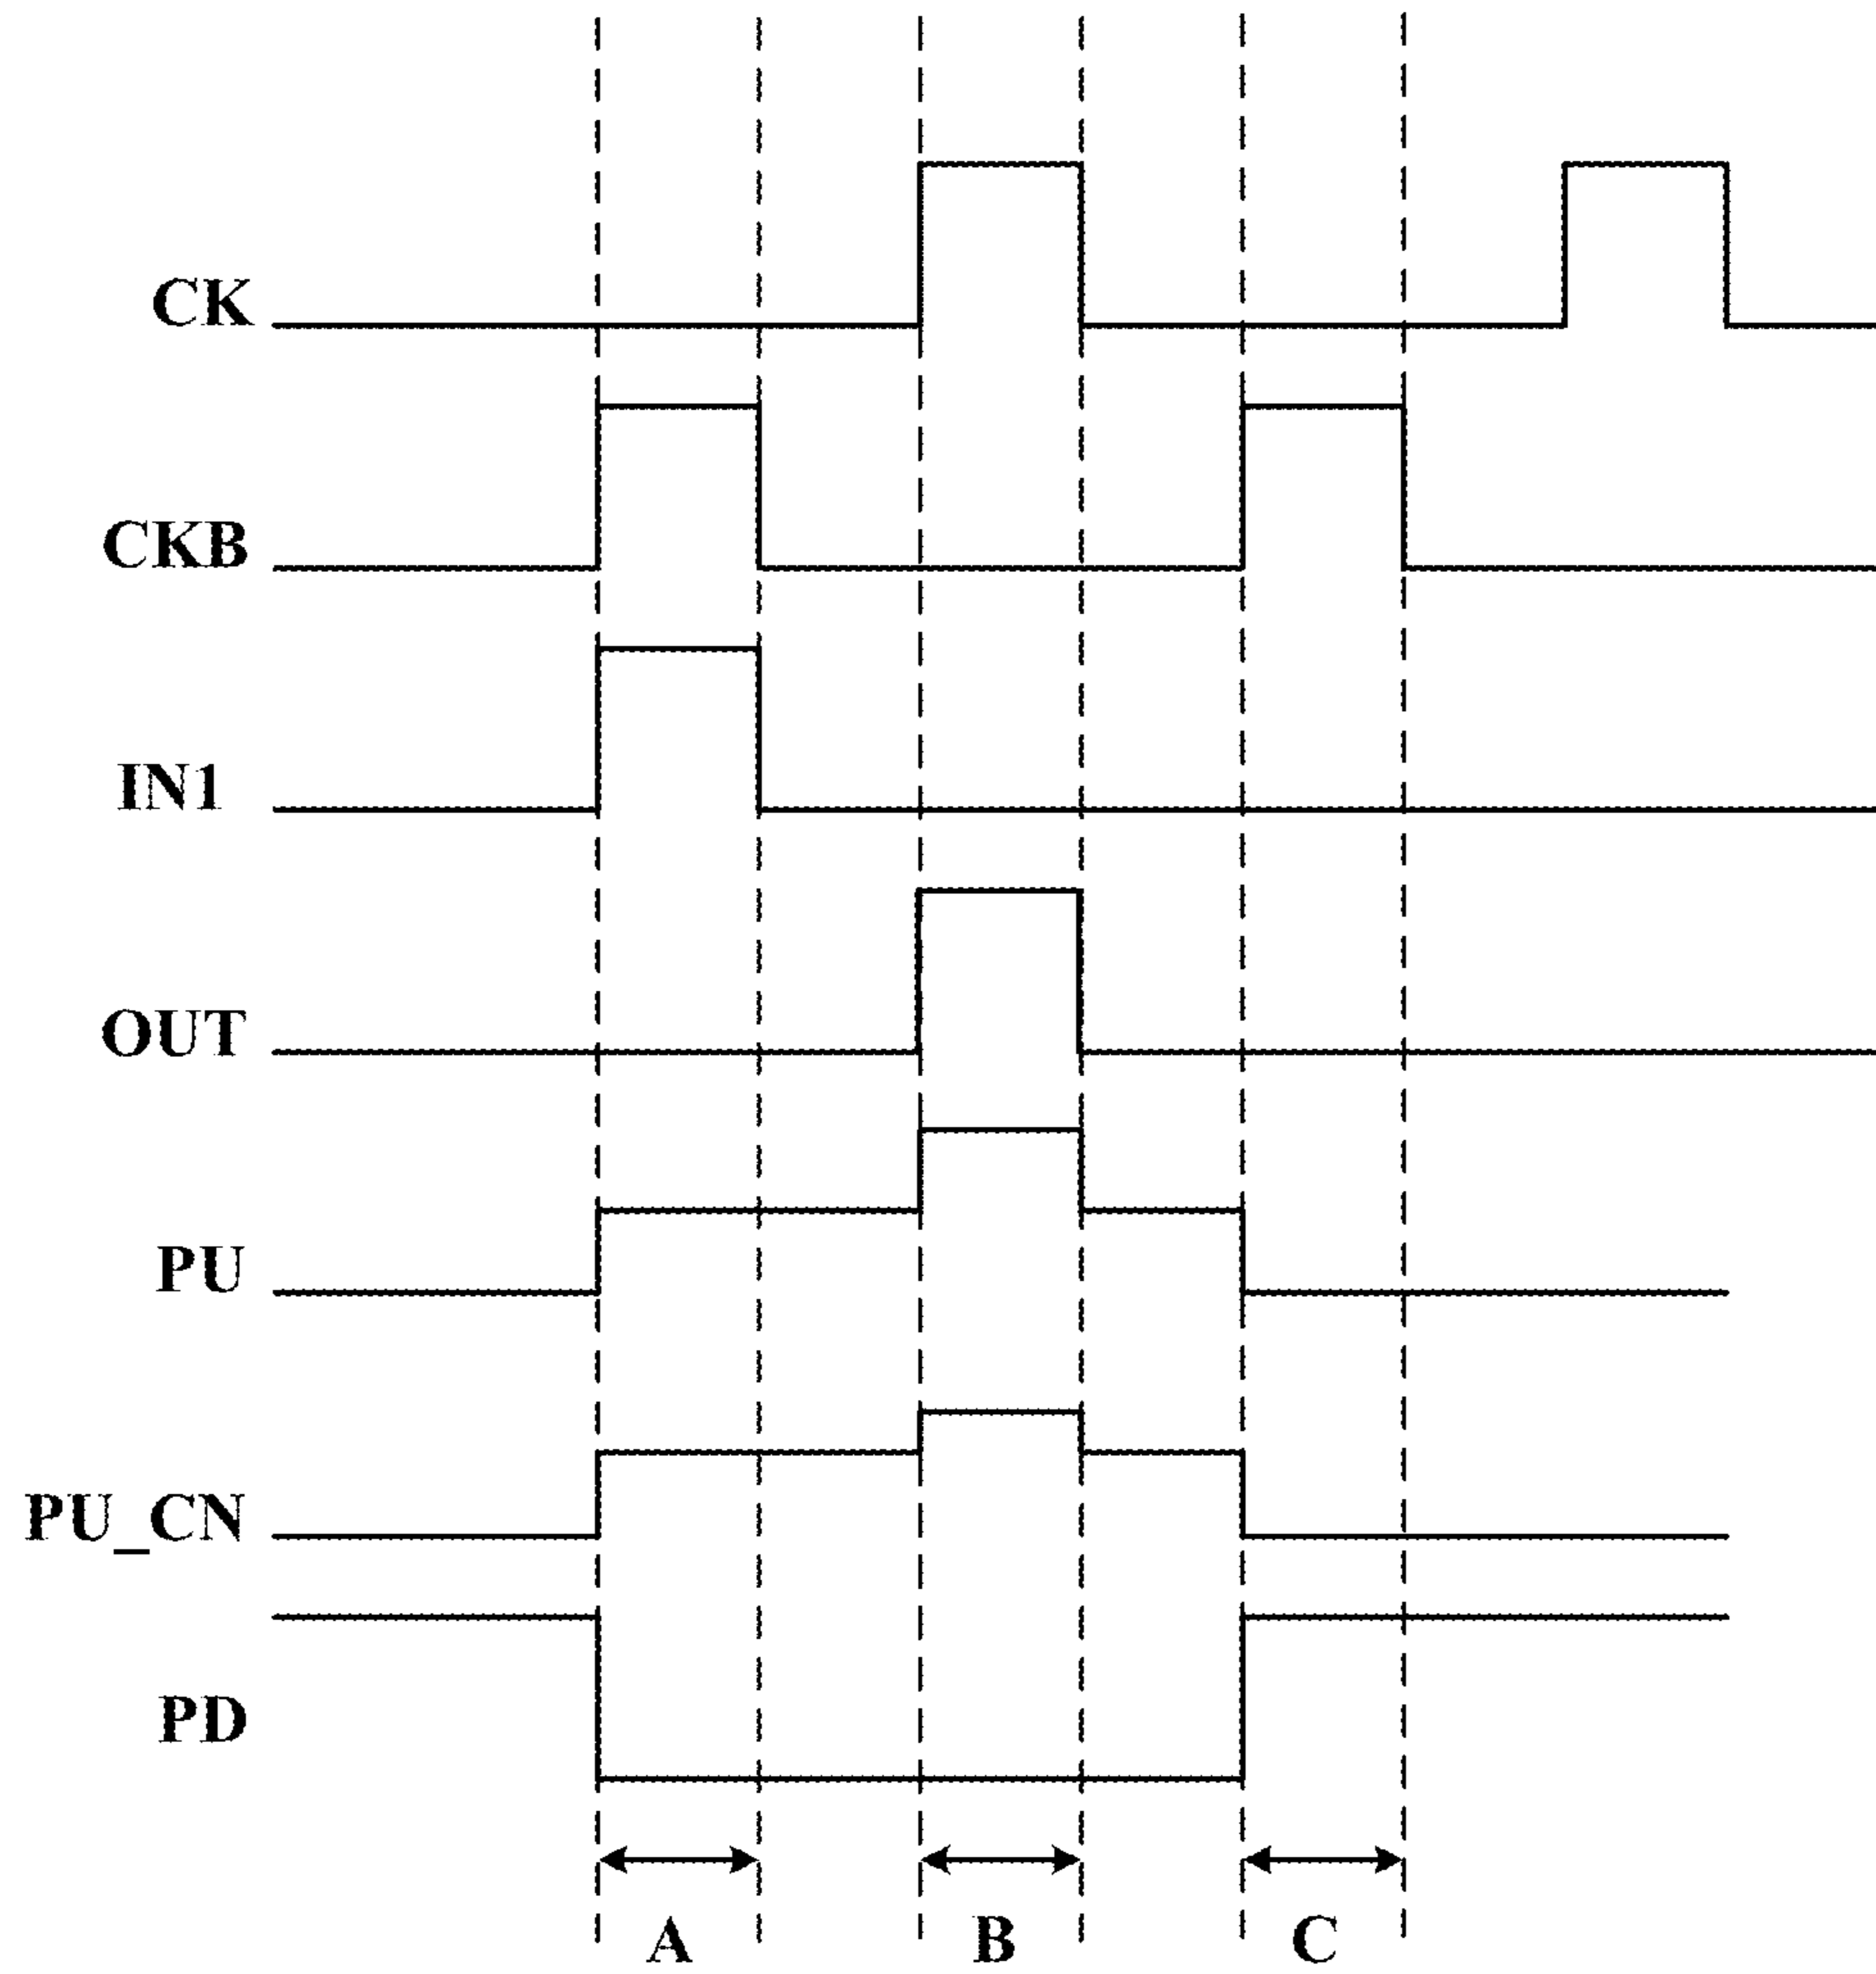 CK
CKB
IN1
OUT
PU
PU_CN
PD
A B C